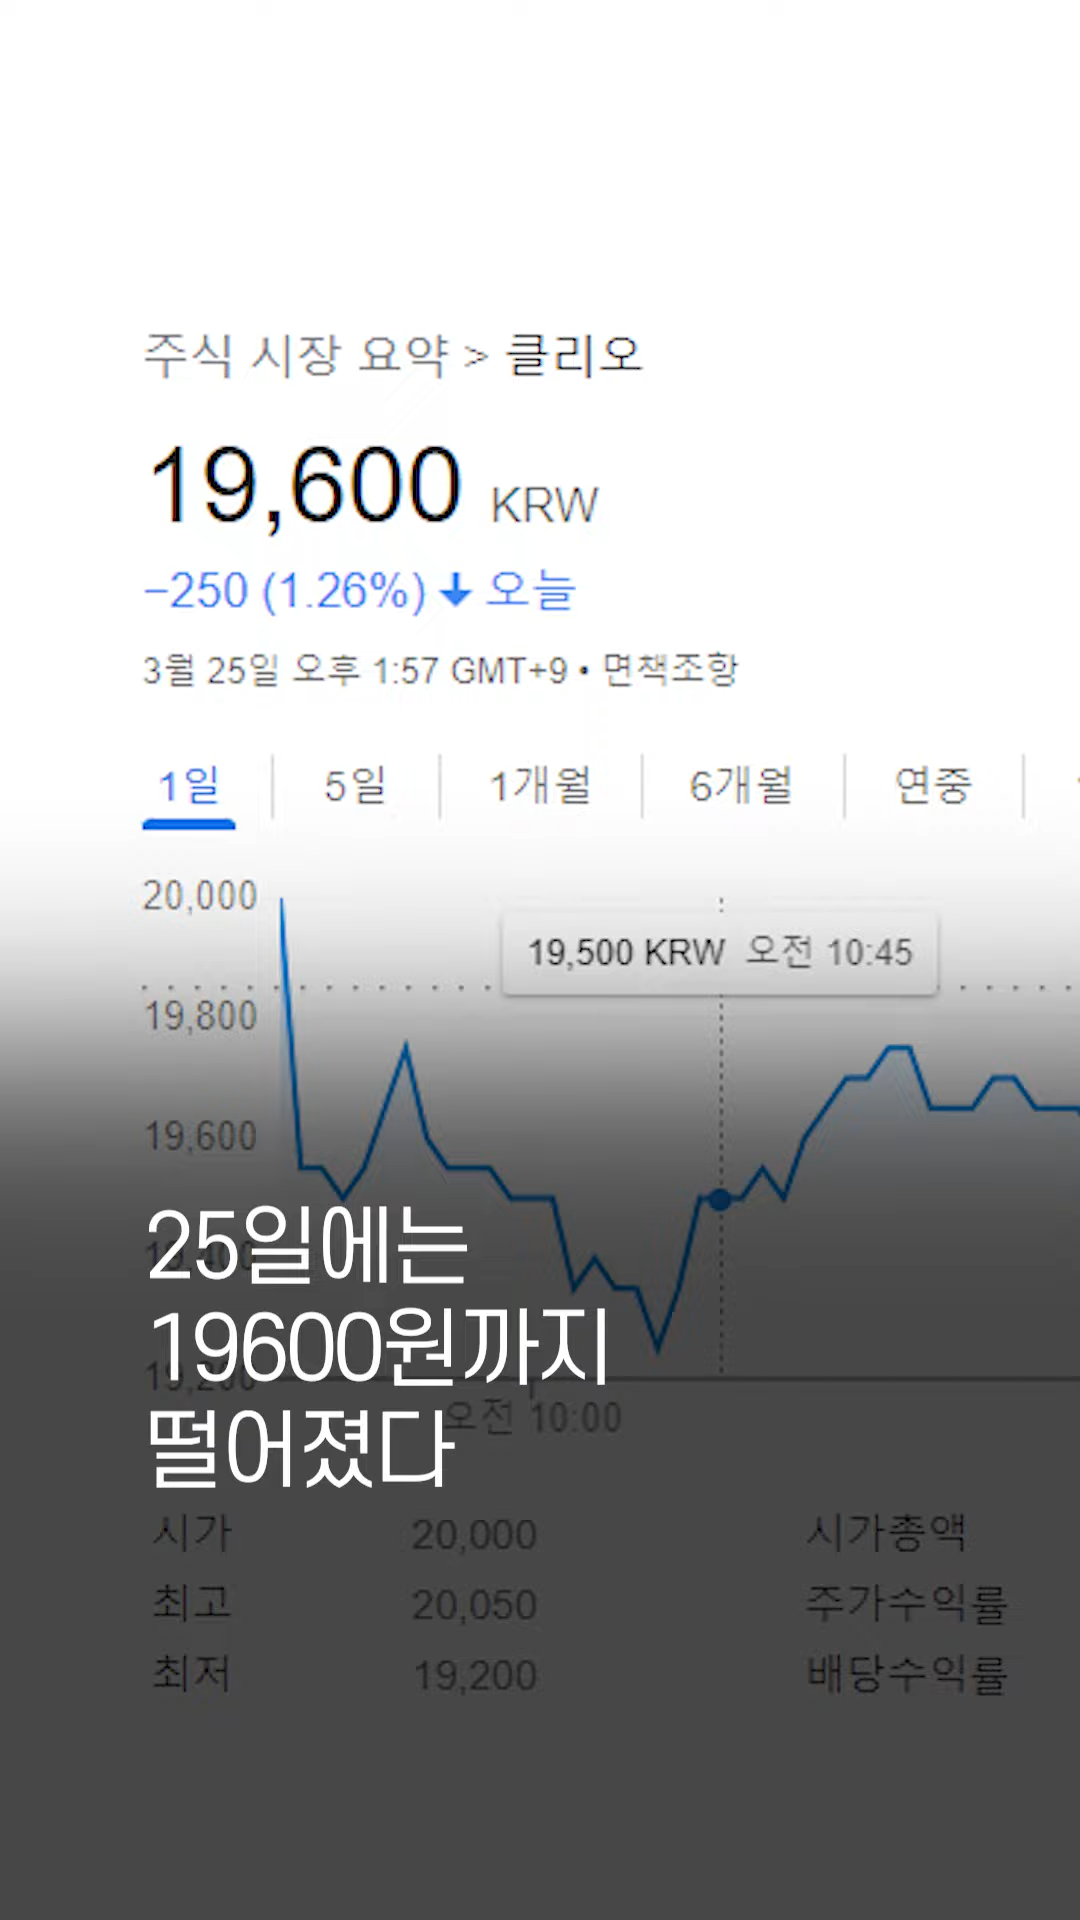 주식 시장 요약 > 클리오
19,600 KRW
−250 (1.26%) ↓ 오늘
3월 25일 오후 1:57 GMT+9 • 면책조항
1일 5일 1개월 6개월 연중
20,000
19,500 KRW 오전 10:45
19,800
19,600
19,400
19,200
오전 10:00
25일에는
19600원까지
떨어졌다
시가 20,000 시가총액
최고 20,050 주가수익률
최저 19,200 배당수익률